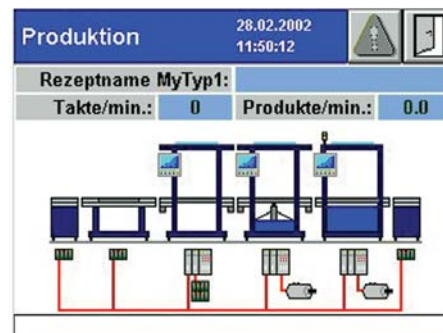 Produktion
28.02.2002
11:50:12
Rezeptname MyTyp1:
Takte/min.: 0 Produkte/min.: 0.0